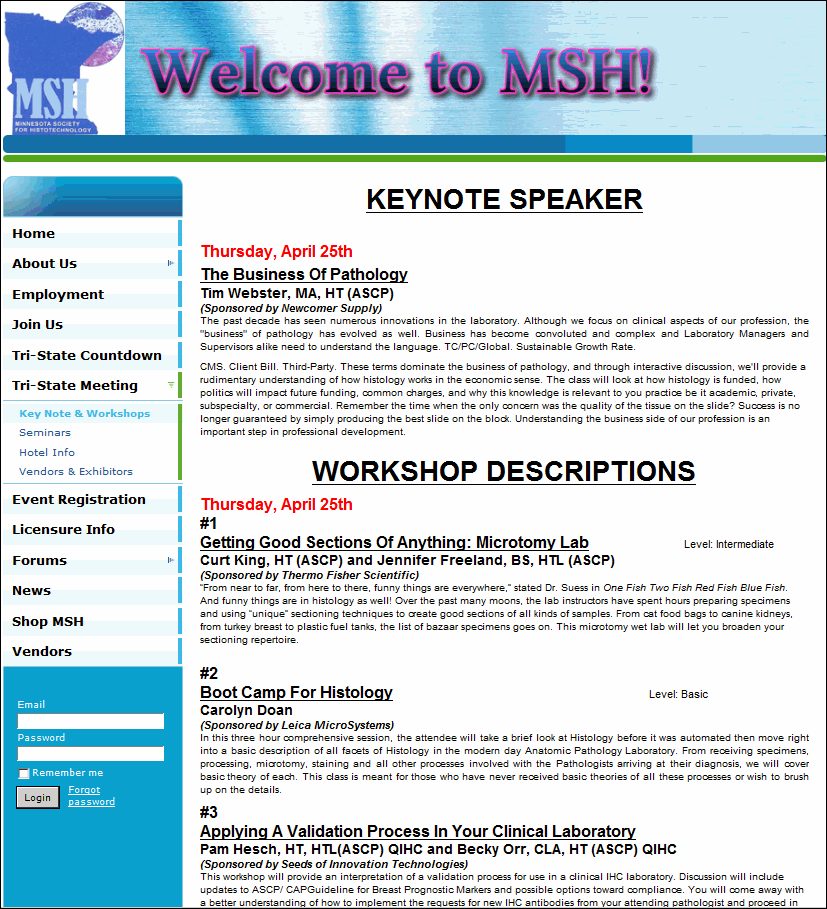 Welcome to MSH!
MSH
MINNESOTA SOCIETY
FOR HISTOTECHNOLOGY
Home
About Us
Employment
Join Us
Tri-State Countdown
Tri-State Meeting
Key Note & Workshops
Seminars
Hotel Info
Vendors & Exhibitors
Event Registration
Licensure Info
Forums
News
Shop MSH
Vendors
Email
Password
Remember me
Login
Forgot
password
KEYNOTE SPEAKER
Thursday, April 25th
The Business Of Pathology
Tim Webster, MA, HT (ASCP)
(Sponsored by Newcomer Supply)
The past decade has seen numerous innovations in the laboratory. Although we focus on clinical aspects of our profession, the
"business" of pathology has evolved as well. Business has become convoluted and complex and Laboratory Managers and
Supervisors alike need to understand the language. TC/PC/Global. Sustainable Growth Rate.
CMS. Client Bill. Third-Party. These terms dominate the business of pathology, and through interactive discussion, we'll provide a
rudimentary understanding of how histology works in the economic sense. The class will look at how histology is funded, how
politics will impact future funding, common charges, and why this knowledge is relevant to you practice be it academic, private,
subspecialty, or commercial. Remember the time when the only concern was the quality of the tissue on the slide? Success is no
longer guaranteed by simply producing the best slide on the block. Understanding the business side of our profession is an
important step in professional development.
WORKSHOP DESCRIPTIONS
Thursday, April 25th
#1
Getting Good Sections Of Anything: Microtomy Lab Level: Intermediate
Curt King, HT (ASCP) and Jennifer Freeland, BS, HTL (ASCP)
(Sponsored by Thermo Fisher Scientific)
"From near to far, from here to there, funny things are everywhere," stated Dr. Suess in One Fish Two Fish Red Fish Blue Fish.
And funny things are in histology as well! Over the past many moons, the lab instructors have spent hours preparing specimens
and using "unique" sectioning techniques to create good sections of all kinds of samples. From cat food bags to canine kidneys,
from turkey breast to plastic fuel tanks, the list of bazaar specimens goes on. This microtomy wet lab will let you broaden your
sectioning repertoire.
#2
Boot Camp For Histology Level: Basic
Carolyn Doan
(Sponsored by Leica MicroSystems)
In this three hour comprehensive session, the attendee will take a brief look at Histology before it was automated then move right
into a basic description of all facets of Histology in the modern day Anatomic Pathology Laboratory. From receiving specimens,
processing, microtomy, staining and all other processes involved with the Pathologists arriving at their diagnosis, we will cover
basic theory of each. This class is meant for those who have never received basic theories of all these processes or wish to brush
up on the details.
#3
Applying A Validation Process In Your Clinical Laboratory
Pam Hesch, HT, HTL(ASCP) QIHC and Becky Orr, CLA, HT (ASCP) QIHC
(Sponsored by Seeds of Innovation Technologies)
This workshop will provide an interpretation of a validation process for use in a clinical IHC laboratory. Discussion will include
updates to ASCP/ CAPGuideline for Breast Prognostic Markers and possible options toward compliance. You will come away with
a better understanding of how to implement the requests for new IHC antibodies from your attending pathologist and proceed in